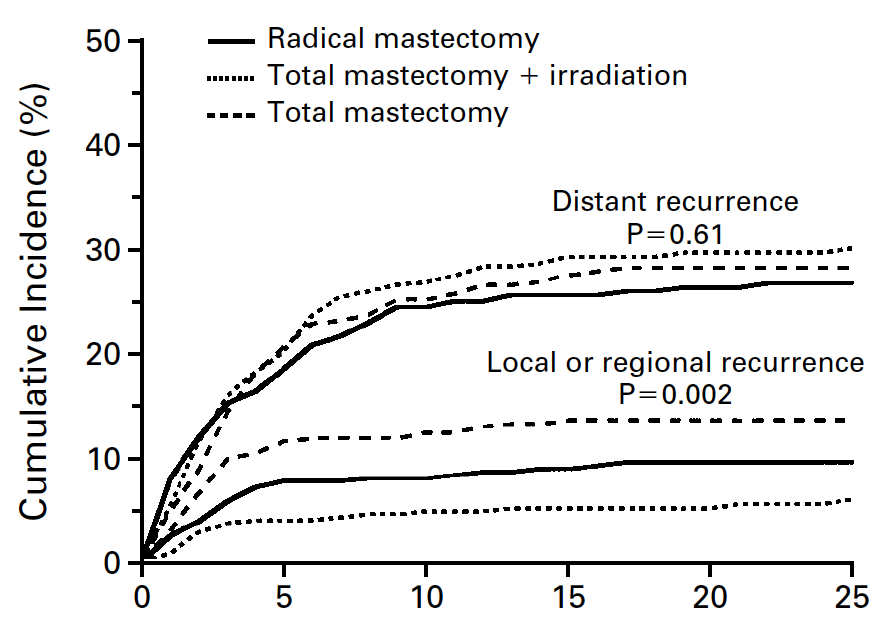 50
40
30
20
10
0
Cumulative Incidence (%)
Radical mastectomy
Total mastectomy + irradiation
Total mastectomy
Distant recurrence
P=0.61
Local or regional recurrence
P=0.002
0 5 10 15 20 25